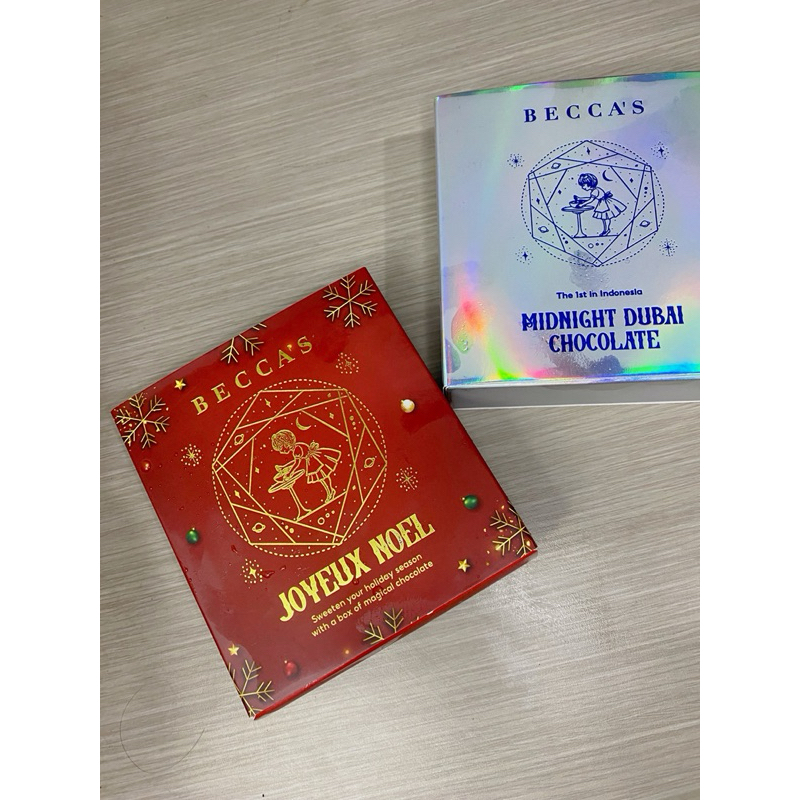 BECCA'S
The 1st in Indonesia
MIDNIGHT DUBAI
CHOCOLATE
BECCA'S
JOYEUX NOEL
Sweeten your holiday season
with a box of magical chocolate